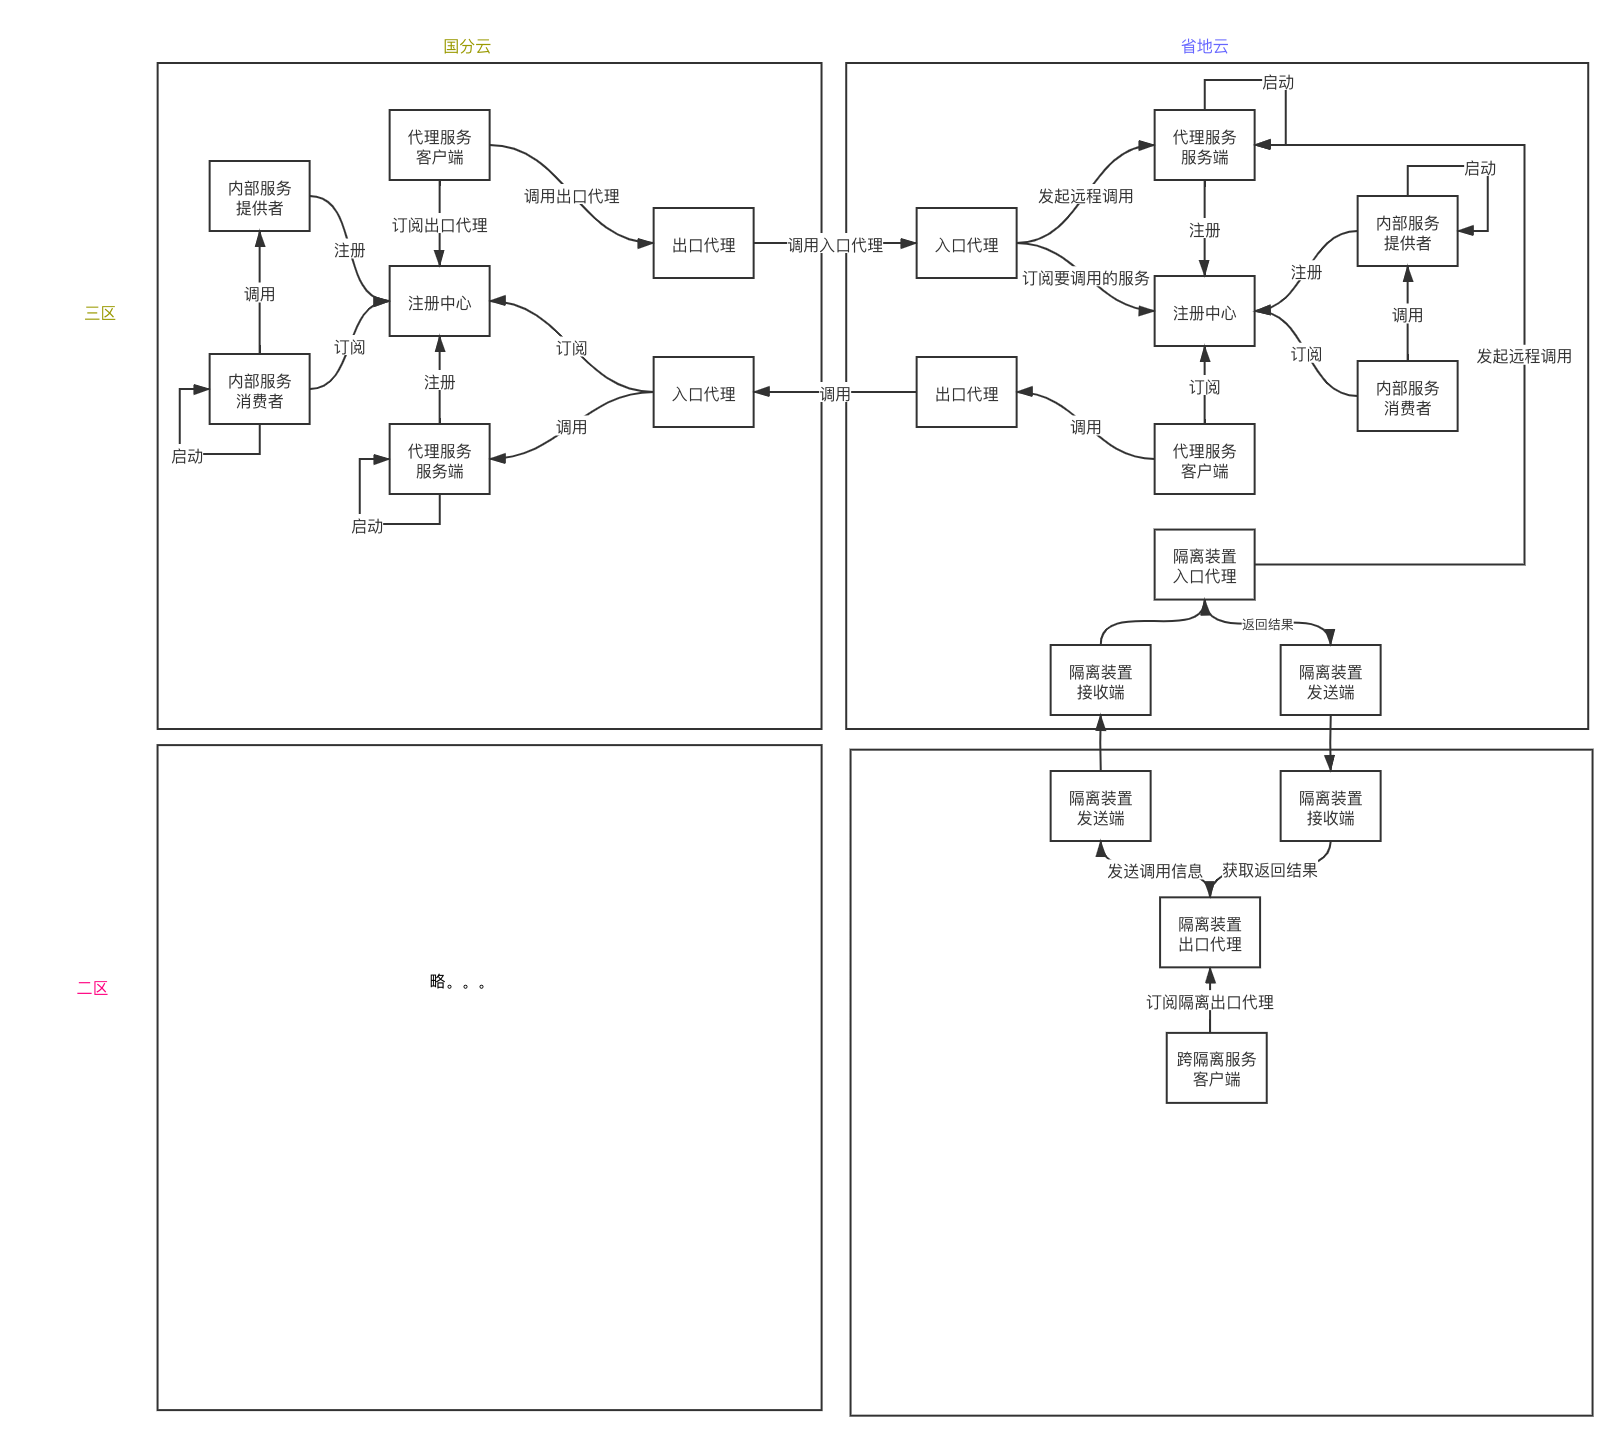 国分云
省地云
三区
代理服务
客户端
内部服务
提供者
注册
调用
订阅出口代理
调用出口代理
出口代理
调用入口代理
注册中心
订阅
内部服务
消费者
启动
注册
订阅
调用
入口代理
调用
代理服务
服务端
启动
启动
代理服务
服务端
发起远程调用
入口代理
订阅要调用的服务
注册
注册中心
启动
内部服务
提供者
注册
调用
订阅
内部服务
消费者
发起远程调用
出口代理
调用
订阅
代理服务
客户端
隔离装置
入口代理
返回结果
隔离装置
接收端
隔离装置
发送端
二区
略。。。
隔离装置
发送端
隔离装置
接收端
发送调用信息
获取返回结果
隔离装置
出口代理
订阅隔离出口代理
跨隔离服务
客户端